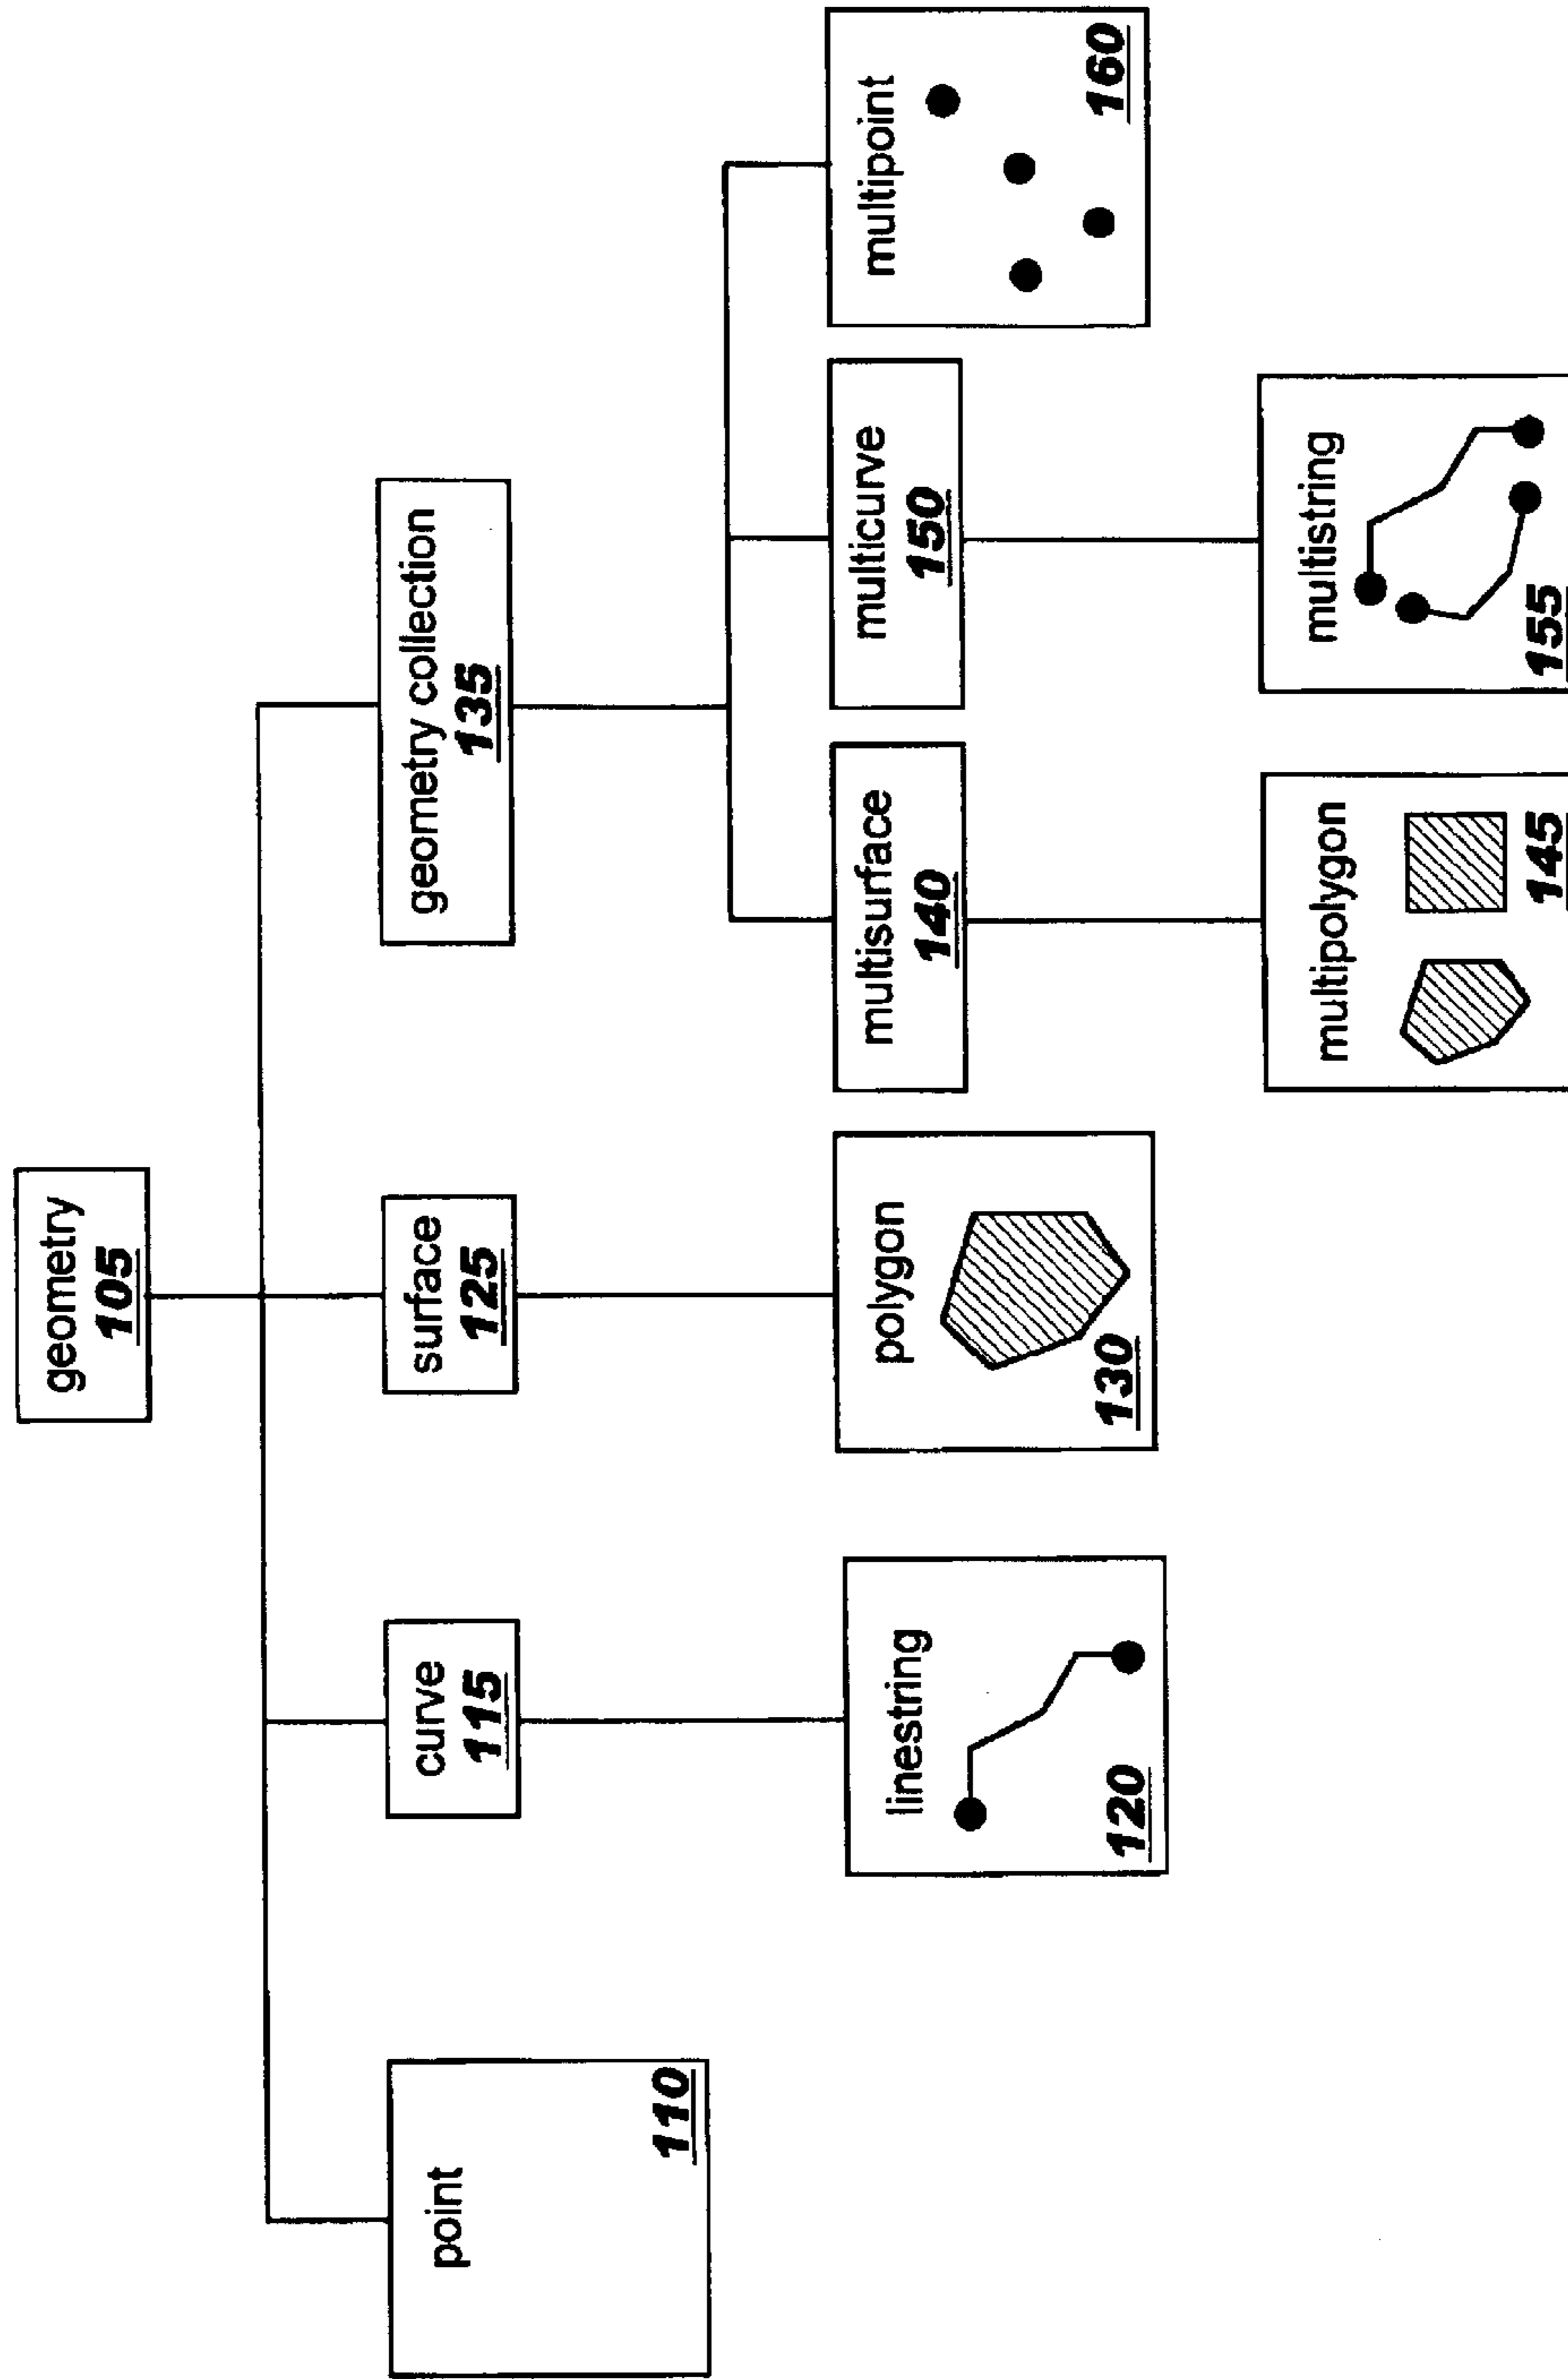 geometry
105
point
110
curve
115
surface
125
geometry collection
135
linestring
120
polygon
130
multisurface
140
multicurve
150
multipoint
160
multipolygon
145
multistring
155